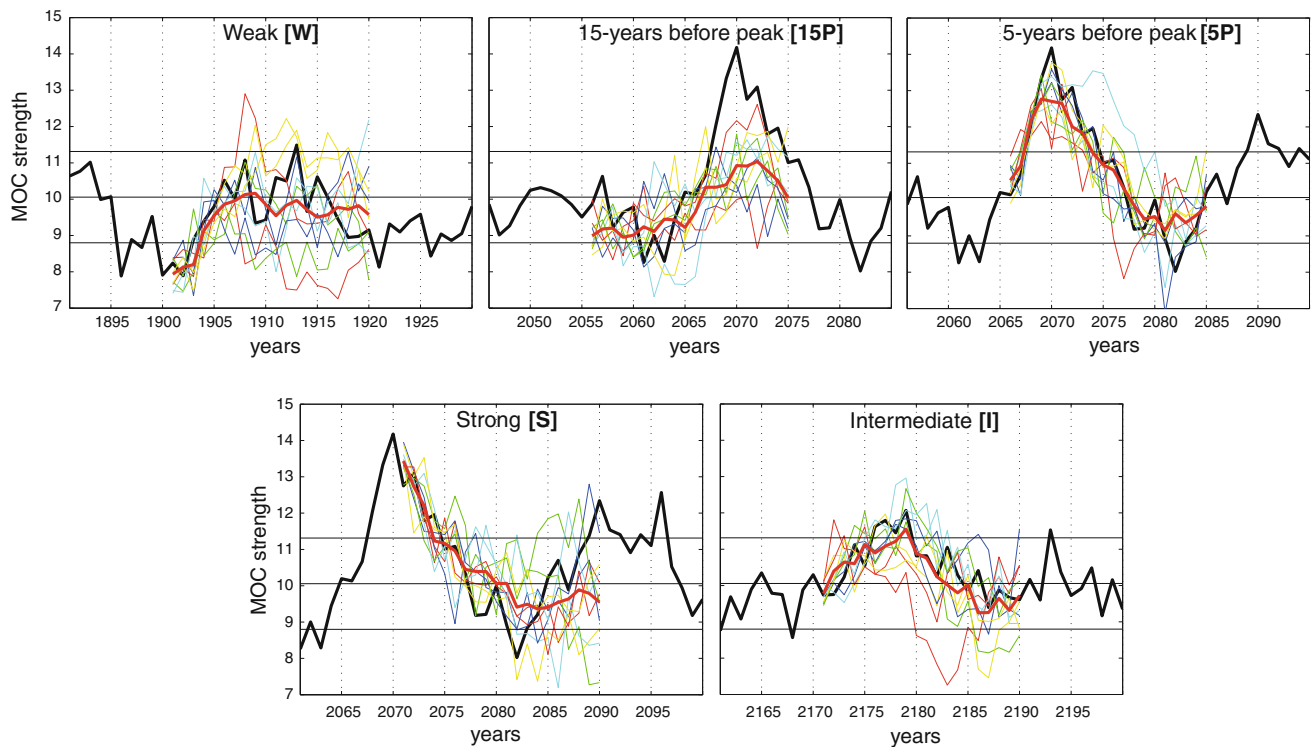 Weak [W]
15-years before peak [15P]
5-years before peak [5P]
15
14
13
12
11
10
9
8
7
MOC strength
1895 1900 1905 1910 1915 1920 1925
years
2050 2055 2060 2065 2070 2075 2080
years
2060 2065 2070 2075 2080 2085 2090
years
Strong [S]
Intermediate [I]
15
14
13
12
11
10
9
8
7
MOC strength
2065 2070 2075 2080 2085 2090 2095
years
2165 2170 2175 2180 2185 2190 2195
years